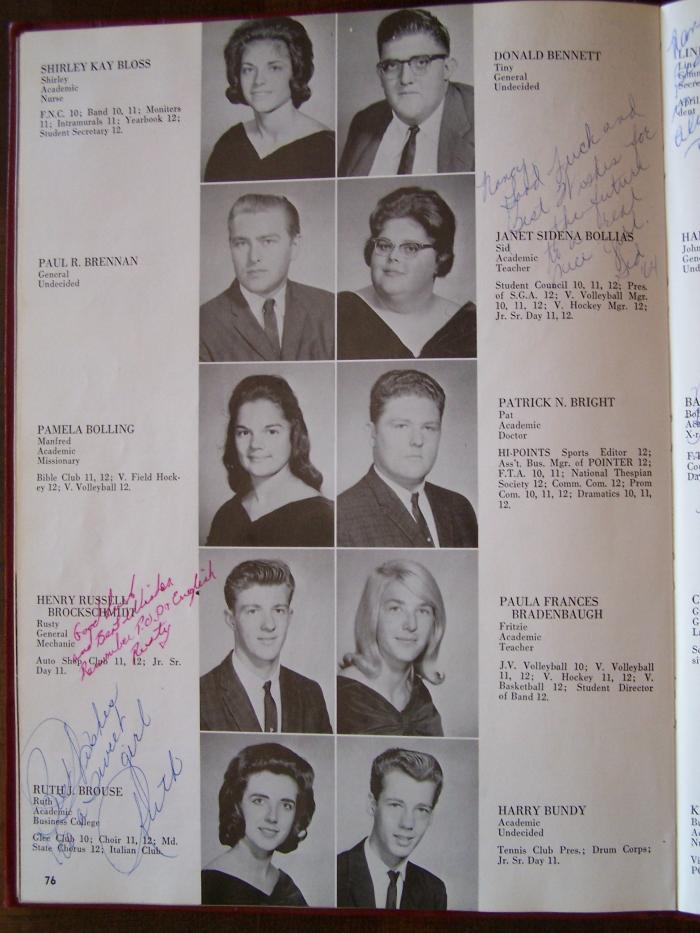 SHIRLEY KAY BLOSS
Shirley
Academic
Nurse
F.N.C. 10; Band 10, 11; Moniters
11; Intramurals 11; Yearbook 12;
Student Secretary 12.
DONALD BENNETT
Tiny
General
Undecided
Nancy,
Good Luck and
Best Wishes for
the future
to a real
nice girl.
Sid
'64
PAUL R. BRENNAN
General
Undecided
JANET SIDENA BOLLIAS
Sid
Academic
Teacher
Student Council 10, 11, 12; Pres.
of S.G.A. 12; V. Volleyball Mgr.
10, 11, 12; V. Hockey Mgr. 12;
Jr. Sr. Day 11, 12.
PAMELA BOLLING
Manfred
Academic
Missionary
Bible Club 11, 12; V. Field Hock-
ey 12; V. Volleyball 12.
PATRICK N. BRIGHT
Pat
Academic
Doctor
HI-POINTS Sports Editor 12;
Ass't. Bus. Mgr. of POINTER 12;
F.T.A. 10, 11; National Thespian
Society 12; Comm. Com. 12; Prom
Com. 10, 11, 12; Dramatics 10, 11,
12.
HENRY RUSSELL
BROCKSCHMIDT
Rusty
General
Mechanic
Auto Shop Club 11, 12; Jr. Sr.
Day 11.
Good Luck
and Best wishes
Remember P.O.D. + English
Rusty
PAULA FRANCES
BRADENBAUGH
Fritzie
Academic
Teacher
J.V. Volleyball 10; V. Volleyball
11, 12; V. Hockey 11, 12; V.
Basketball 12; Student Director
of Band 12.
RUTH J. BROUSE
Ruth
Academic
Business College
Glee Club 10; Choir 11, 12; Md.
State Chorus 12; Italian Club.
Best Wishes
to a sweet
girl
Ruth
HARRY BUNDY
Academic
Undecided
Tennis Club Pres.; Drum Corps;
Jr. Sr. Day 11.
76